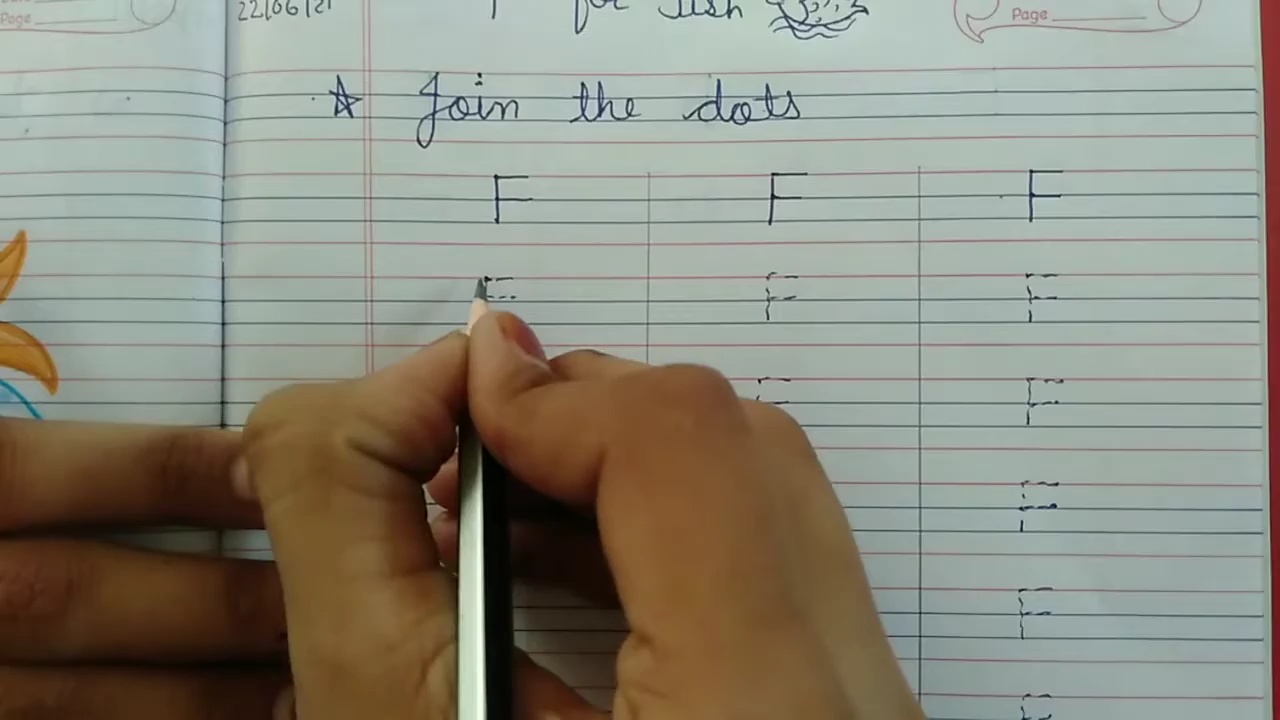 Page
22/06/21
for fish
Page
☆ Join the dots
F F F
F F F
F F
F
F
F